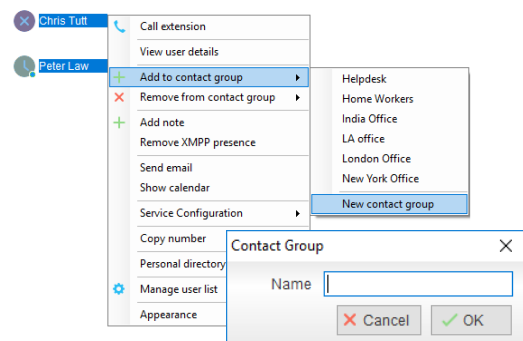 Chris Tutt
Peter Law
Call extension
View user details
Add to contact group
Remove from contact group
Add note
Remove XMPP presence
Send email
Show calendar
Service Configuration
Copy number
Personal directory
Manage user list
Appearance
Helpdesk
Home Workers
India Office
LA office
London Office
New York Office
New contact group
Contact Group
Name
Cancel
OK